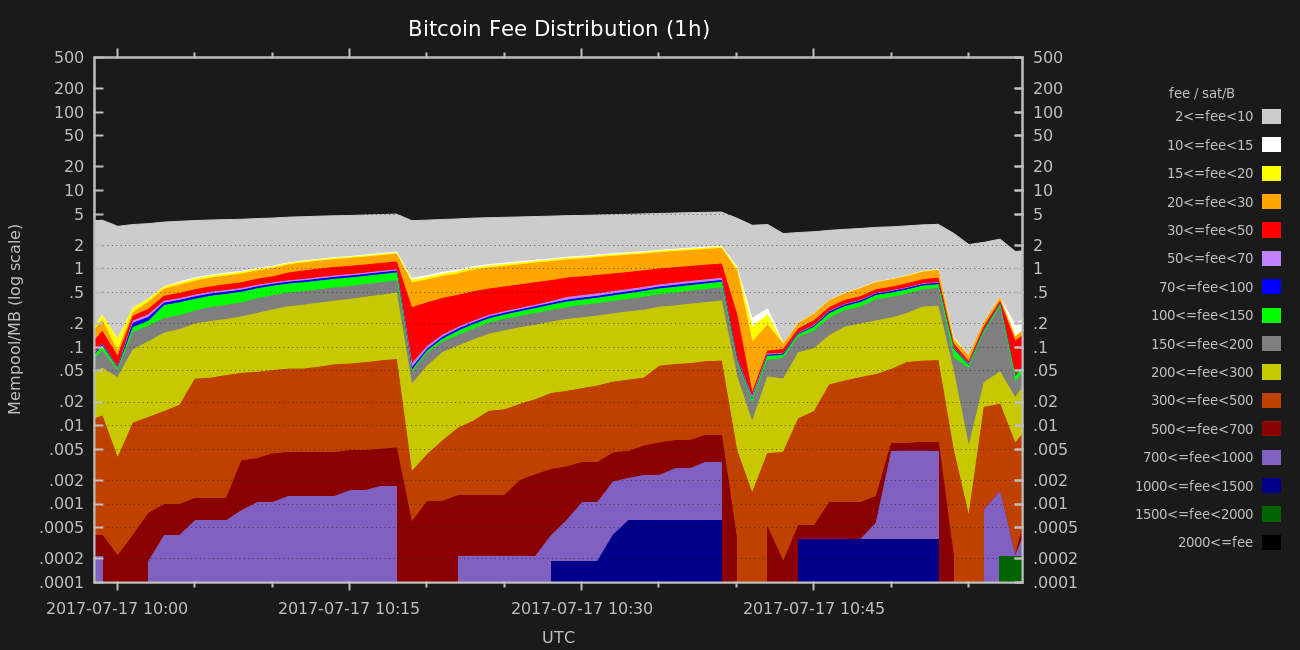 Bitcoin Fee Distribution (1h)
Mempool/MB (log scale)
500
200
100
50
20
10
5
2
1
.5
.2
.1
.05
.02
.01
.005
.002
.001
.0005
.0002
.0001
500
200
100
50
20
10
5
2
1
.5
.2
.1
.05
.02
.01
.005
.002
.001
.0005
.0002
.0001
2017-07-17 10:00
2017-07-17 10:15
2017-07-17 10:30
2017-07-17 10:45
UTC
fee / sat/B
2<=fee<10
10<=fee<15
15<=fee<20
20<=fee<30
30<=fee<50
50<=fee<70
70<=fee<100
100<=fee<150
150<=fee<200
200<=fee<300
300<=fee<500
500<=fee<700
700<=fee<1000
1000<=fee<1500
1500<=fee<2000
2000<=fee